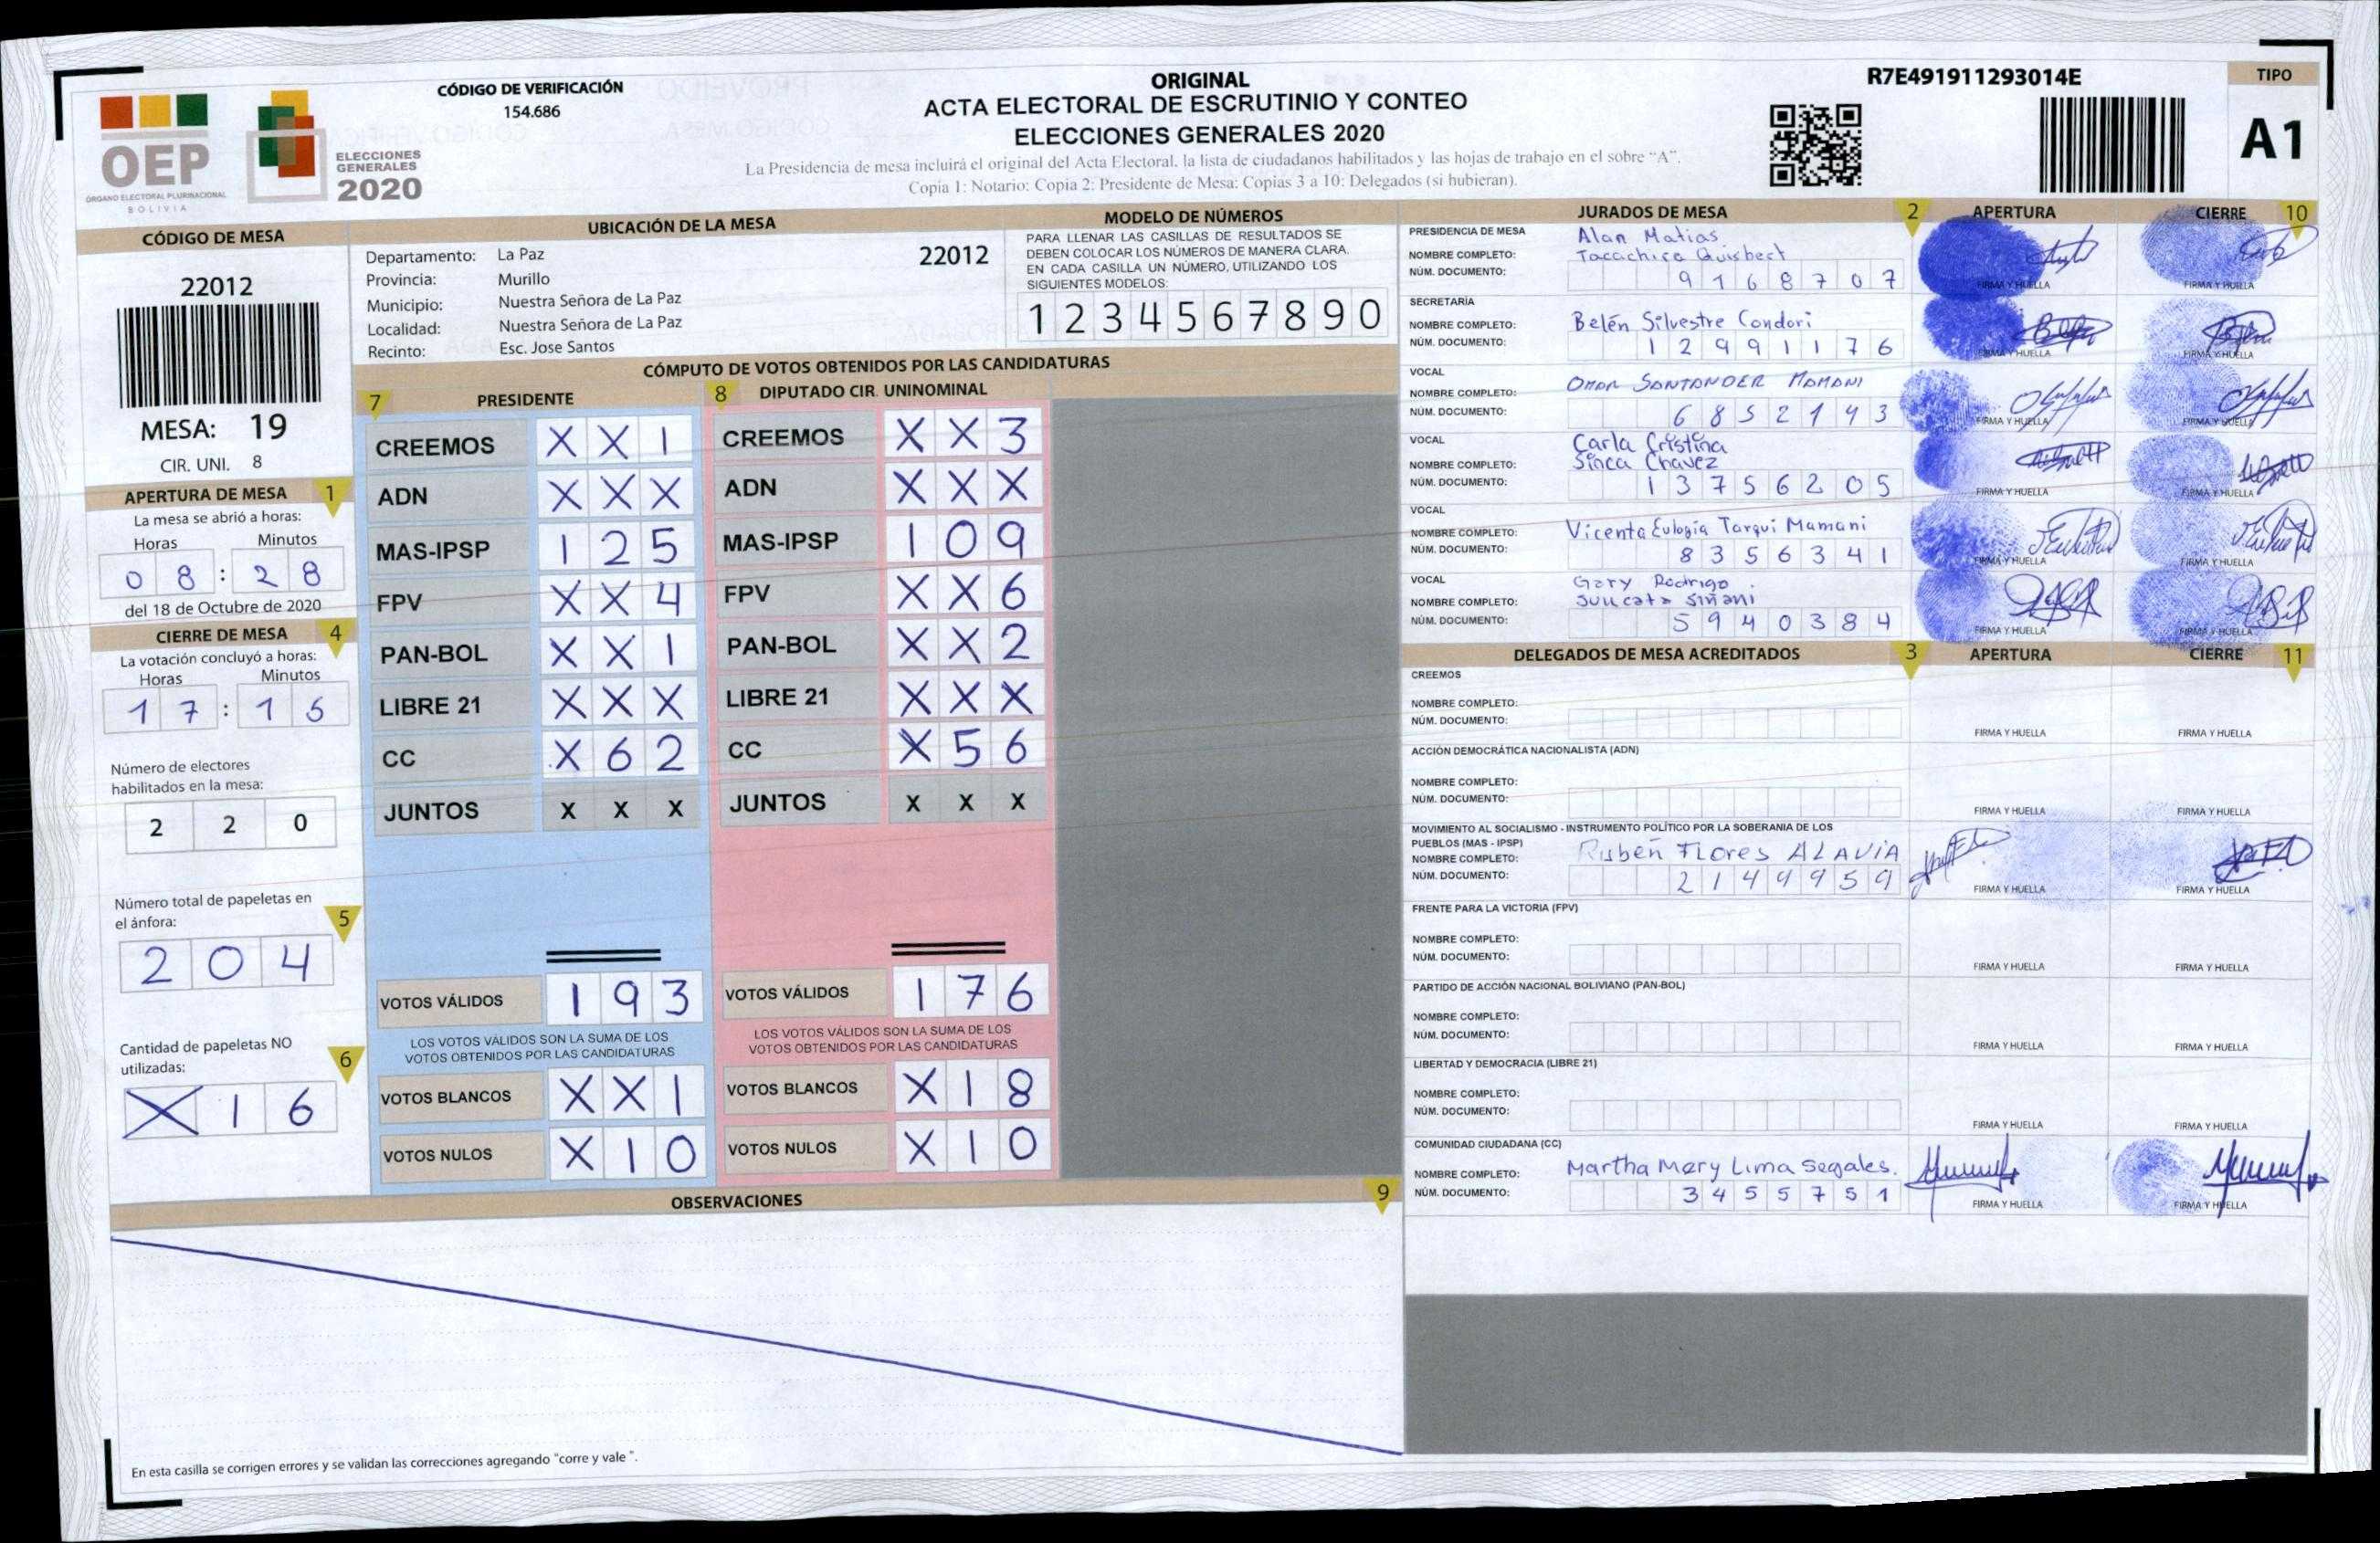 CÓDIGO DE VERIFICACIÓN
154.686
ORIGINAL
ACTA ELECTORAL DE ESCRUTINIO Y CONTEO
ELECCIONES GENERALES 2020
La Presidencia de mesa incluirá el original del Acta Electoral, la lista de ciudadanos habilitados y las hojas de trabajo en el sobre "A".
Copia 1: Notario; Copia 2: Presidente de Mesa; Copias 3 a 10: Delegados (si hubieran).
R7E491911293014E
TIPO
A1
OEP
ÓRGANO ELECTORAL PLURINACIONAL
BOLIVIA
ELECCIONES
GENERALES
2020
CÓDIGO DE MESA
22012
MESA: 19
CIR. UNI. 8
APERTURA DE MESA 1
La mesa se abrió a horas:
Horas Minutos
0 8 : 2 8
del 18 de Octubre de 2020
CIERRE DE MESA 4
La votación concluyó a horas:
Horas Minutos
1 7 : 1 5
Número de electores
habilitados en la mesa:
2 2 0
Número total de papeletas en
el ánfora: 5
2 0 4
Cantidad de papeletas NO
utilizadas: 6
X 1 6
UBICACIÓN DE LA MESA
Departamento: La Paz 22012
Provincia: Murillo
Municipio: Nuestra Señora de La Paz
Localidad: Nuestra Señora de La Paz
Recinto: Esc. Jose Santos
MODELO DE NÚMEROS
PARA LLENAR LAS CASILLAS DE RESULTADOS SE
DEBEN COLOCAR LOS NÚMEROS DE MANERA CLARA.
EN CADA CASILLA UN NÚMERO, UTILIZANDO LOS
SIGUIENTES MODELOS:
1 2 3 4 5 6 7 8 9 0
CÓMPUTO DE VOTOS OBTENIDOS POR LAS CANDIDATURAS
7 PRESIDENTE
CREEMOS X X 1
ADN X X X
MAS-IPSP 1 2 5
FPV X X 4
PAN-BOL X X 1
LIBRE 21 X X X
CC X 6 2
JUNTOS X X X
VOTOS VÁLIDOS 1 9 3
LOS VOTOS VÁLIDOS SON LA SUMA DE LOS
VOTOS OBTENIDOS POR LAS CANDIDATURAS
VOTOS BLANCOS X X 1
VOTOS NULOS X 1 0
8 DIPUTADO CIR. UNINOMINAL
CREEMOS X X 3
ADN X X X
MAS-IPSP 1 0 9
FPV X X 6
PAN-BOL X X 2
LIBRE 21 X X X
CC X 5 6
JUNTOS X X X
VOTOS VÁLIDOS 1 7 6
LOS VOTOS VÁLIDOS SON LA SUMA DE LOS
VOTOS OBTENIDOS POR LAS CANDIDATURAS
VOTOS BLANCOS X 1 8
VOTOS NULOS X 1 0
OBSERVACIONES 9
En esta casilla se corrigen errores y se validan las correcciones agregando "corre y vale ".
JURADOS DE MESA 2 APERTURA CIERRE 10
PRESIDENCIA DE MESA
Alan Matias
NOMBRE COMPLETO: Tacachira Quisbert
NÚM. DOCUMENTO: 9 1 6 8 7 0 7
FIRMA Y HUELLA FIRMA Y HUELLA
SECRETARÍA
NOMBRE COMPLETO: Belén Silvestre Condori
NÚM. DOCUMENTO: 1 2 9 9 1 1 7 6
FIRMA Y HUELLA FIRMA Y HUELLA
VOCAL
NOMBRE COMPLETO: OMAR SANTANDER MAMANI
NÚM. DOCUMENTO: 6 8 5 2 1 4 3
FIRMA Y HUELLA FIRMA Y HUELLA
VOCAL
Carla Cristina
NOMBRE COMPLETO: Sinca Chavez
NÚM. DOCUMENTO: 1 3 7 5 6 2 0 5
FIRMA Y HUELLA FIRMA Y HUELLA
VOCAL
NOMBRE COMPLETO: Vicenta Eulogia Tarqui Mamani
NÚM. DOCUMENTO: 8 3 5 6 3 4 1
FIRMA Y HUELLA FIRMA Y HUELLA
VOCAL
Gary Rodrigo
NOMBRE COMPLETO: Suncata Siñani
NÚM. DOCUMENTO: 5 9 4 0 3 8 4
FIRMA Y HUELLA FIRMA Y HUELLA
DELEGADOS DE MESA ACREDITADOS 3 APERTURA CIERRE 11
CREEMOS
NOMBRE COMPLETO:
NÚM. DOCUMENTO:
FIRMA Y HUELLA FIRMA Y HUELLA
ACCIÓN DEMOCRÁTICA NACIONALISTA (ADN)
NOMBRE COMPLETO:
NÚM. DOCUMENTO:
FIRMA Y HUELLA FIRMA Y HUELLA
MOVIMIENTO AL SOCIALISMO - INSTRUMENTO POLÍTICO POR LA SOBERANIA DE LOS
PUEBLOS (MAS - IPSP)
NOMBRE COMPLETO: Rubén Flores ALAVIA
NÚM. DOCUMENTO: 2 1 4 4 9 5 9
FIRMA Y HUELLA FIRMA Y HUELLA
FRENTE PARA LA VICTORIA (FPV)
NOMBRE COMPLETO:
NÚM. DOCUMENTO:
FIRMA Y HUELLA FIRMA Y HUELLA
PARTIDO DE ACCIÓN NACIONAL BOLIVIANO (PAN-BOL)
NOMBRE COMPLETO:
NÚM. DOCUMENTO:
FIRMA Y HUELLA FIRMA Y HUELLA
LIBERTAD Y DEMOCRACIA (LIBRE 21)
NOMBRE COMPLETO:
NÚM. DOCUMENTO:
FIRMA Y HUELLA FIRMA Y HUELLA
COMUNIDAD CIUDADANA (CC)
NOMBRE COMPLETO: Martha Mery Lima Segales.
NÚM. DOCUMENTO: 3 4 5 5 7 5 1
FIRMA Y HUELLA FIRMA Y HUELLA